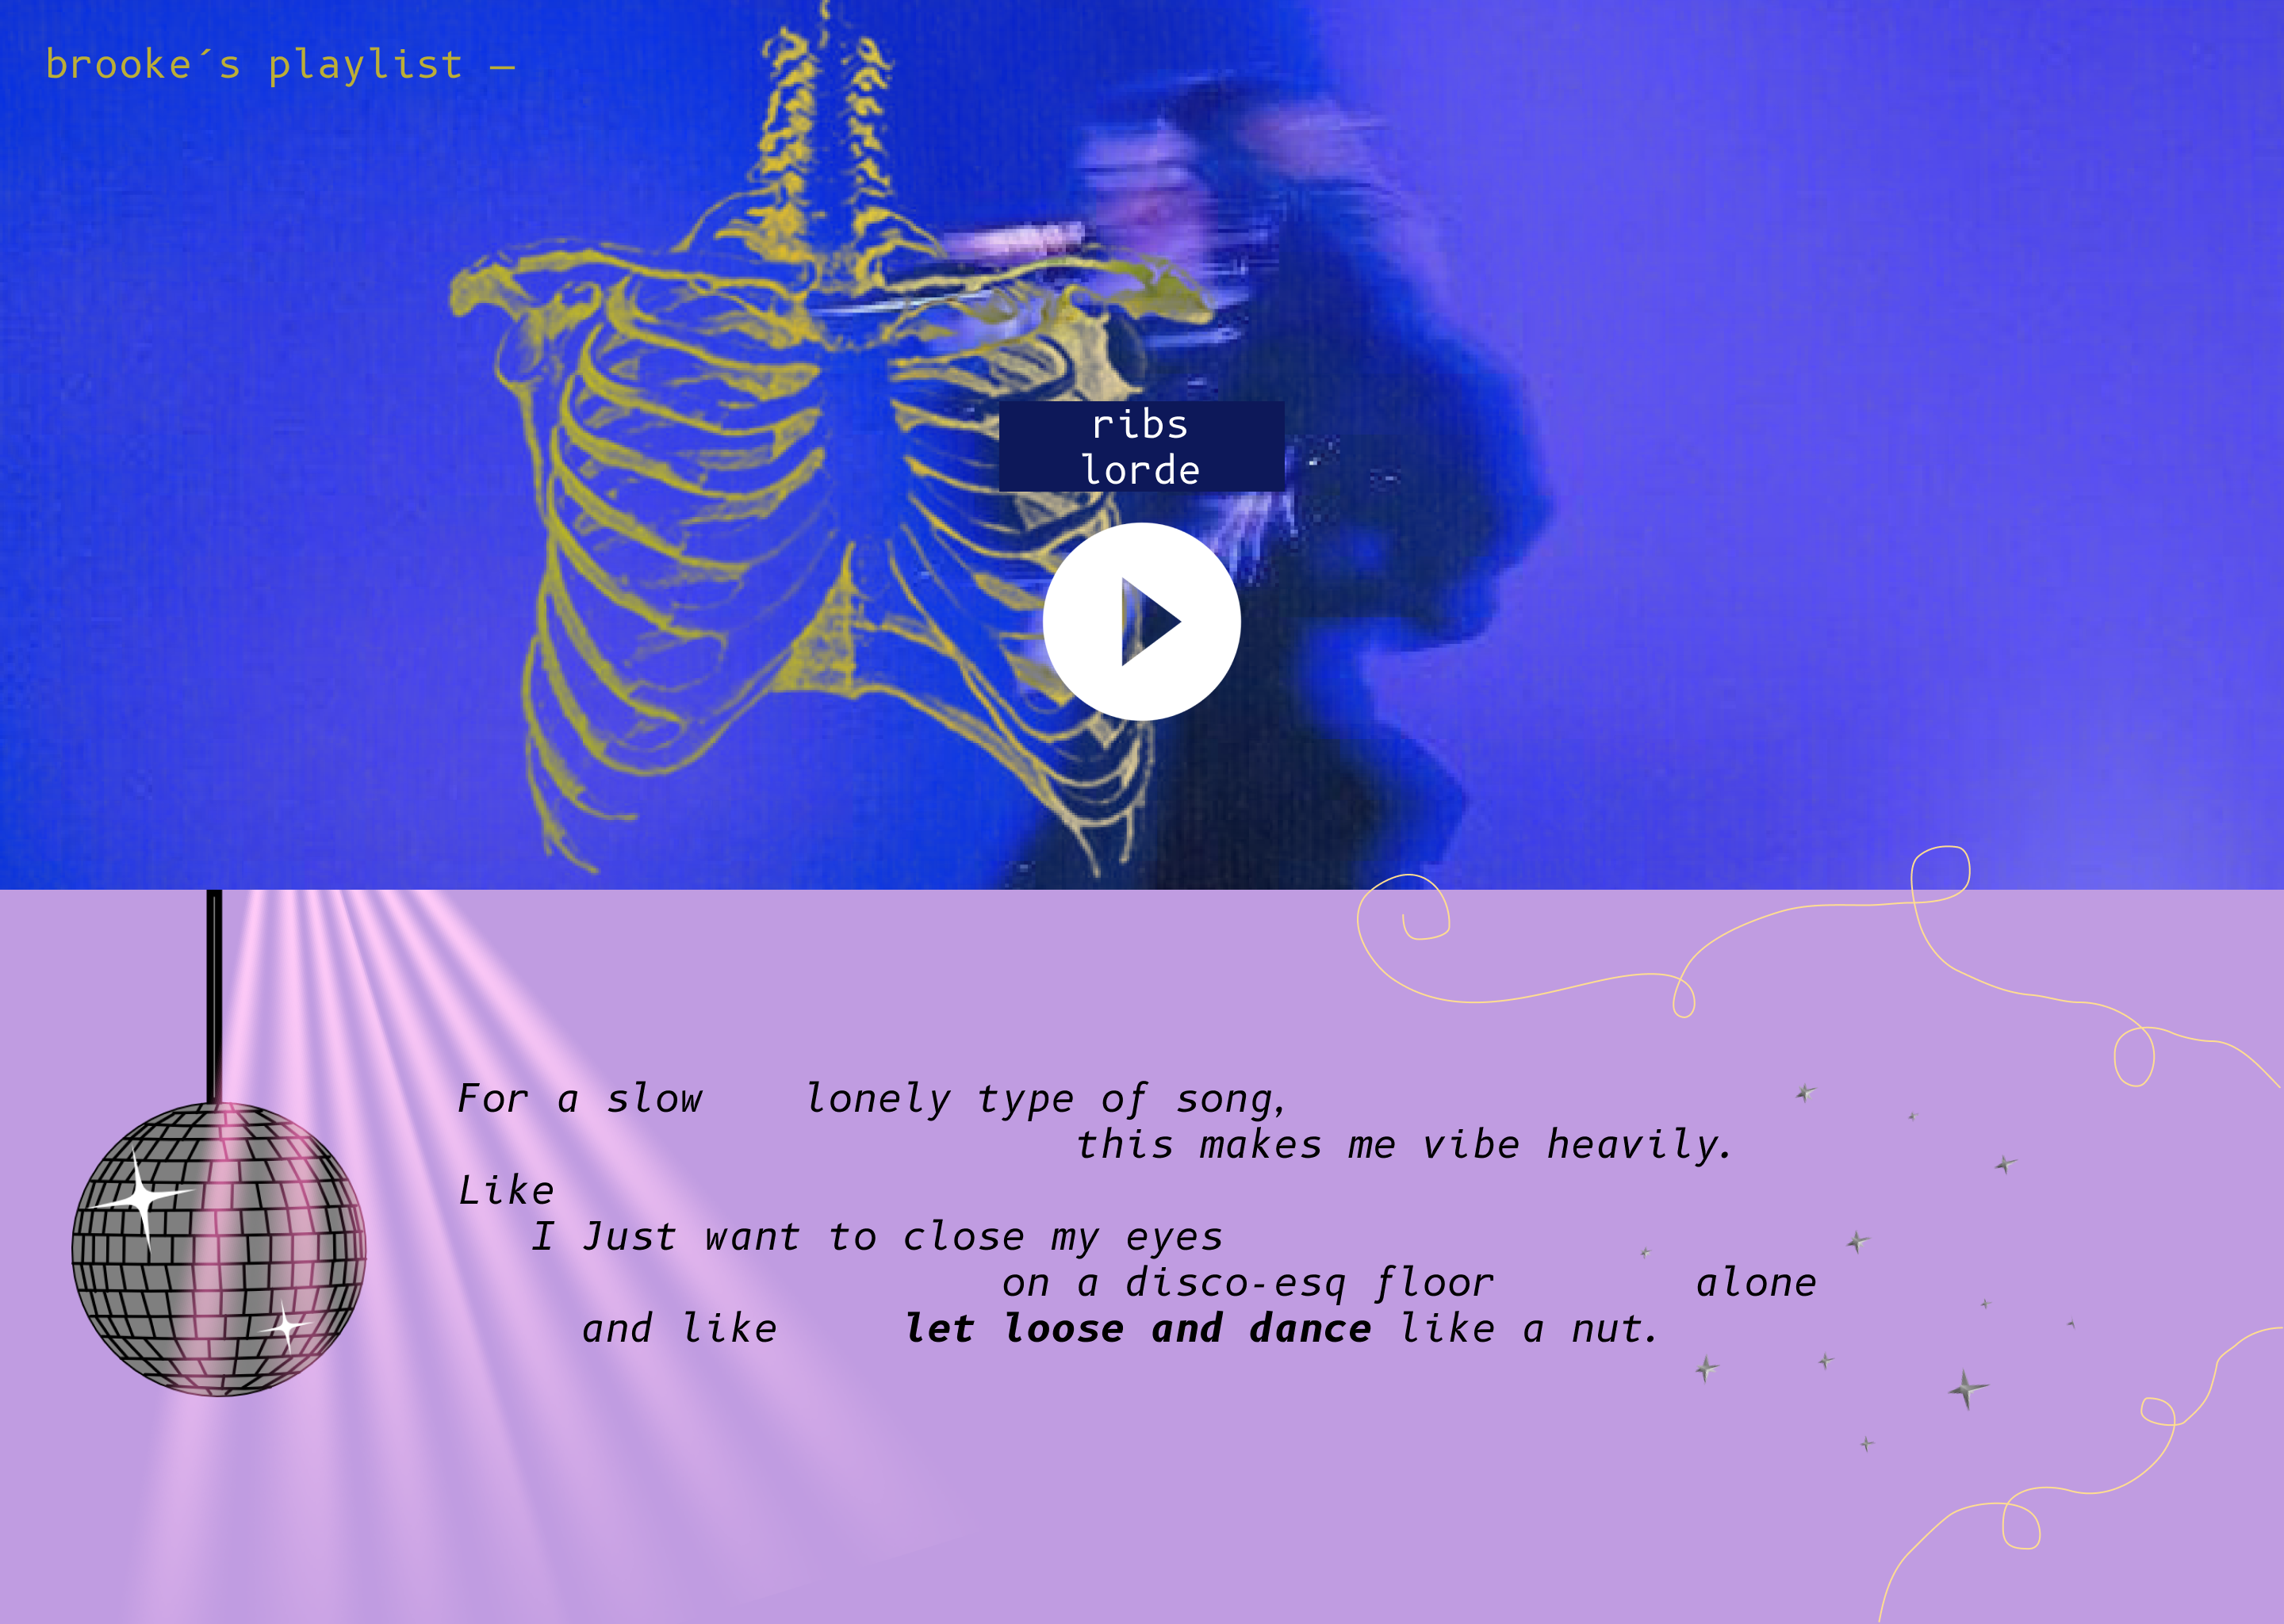 brooke´s playlist –
ribs
lorde
For a slow lonely type of song,
this makes me vibe heavily.
Like
I Just want to close my eyes
on a disco-esq floor alone
and like let loose and dance like a nut.